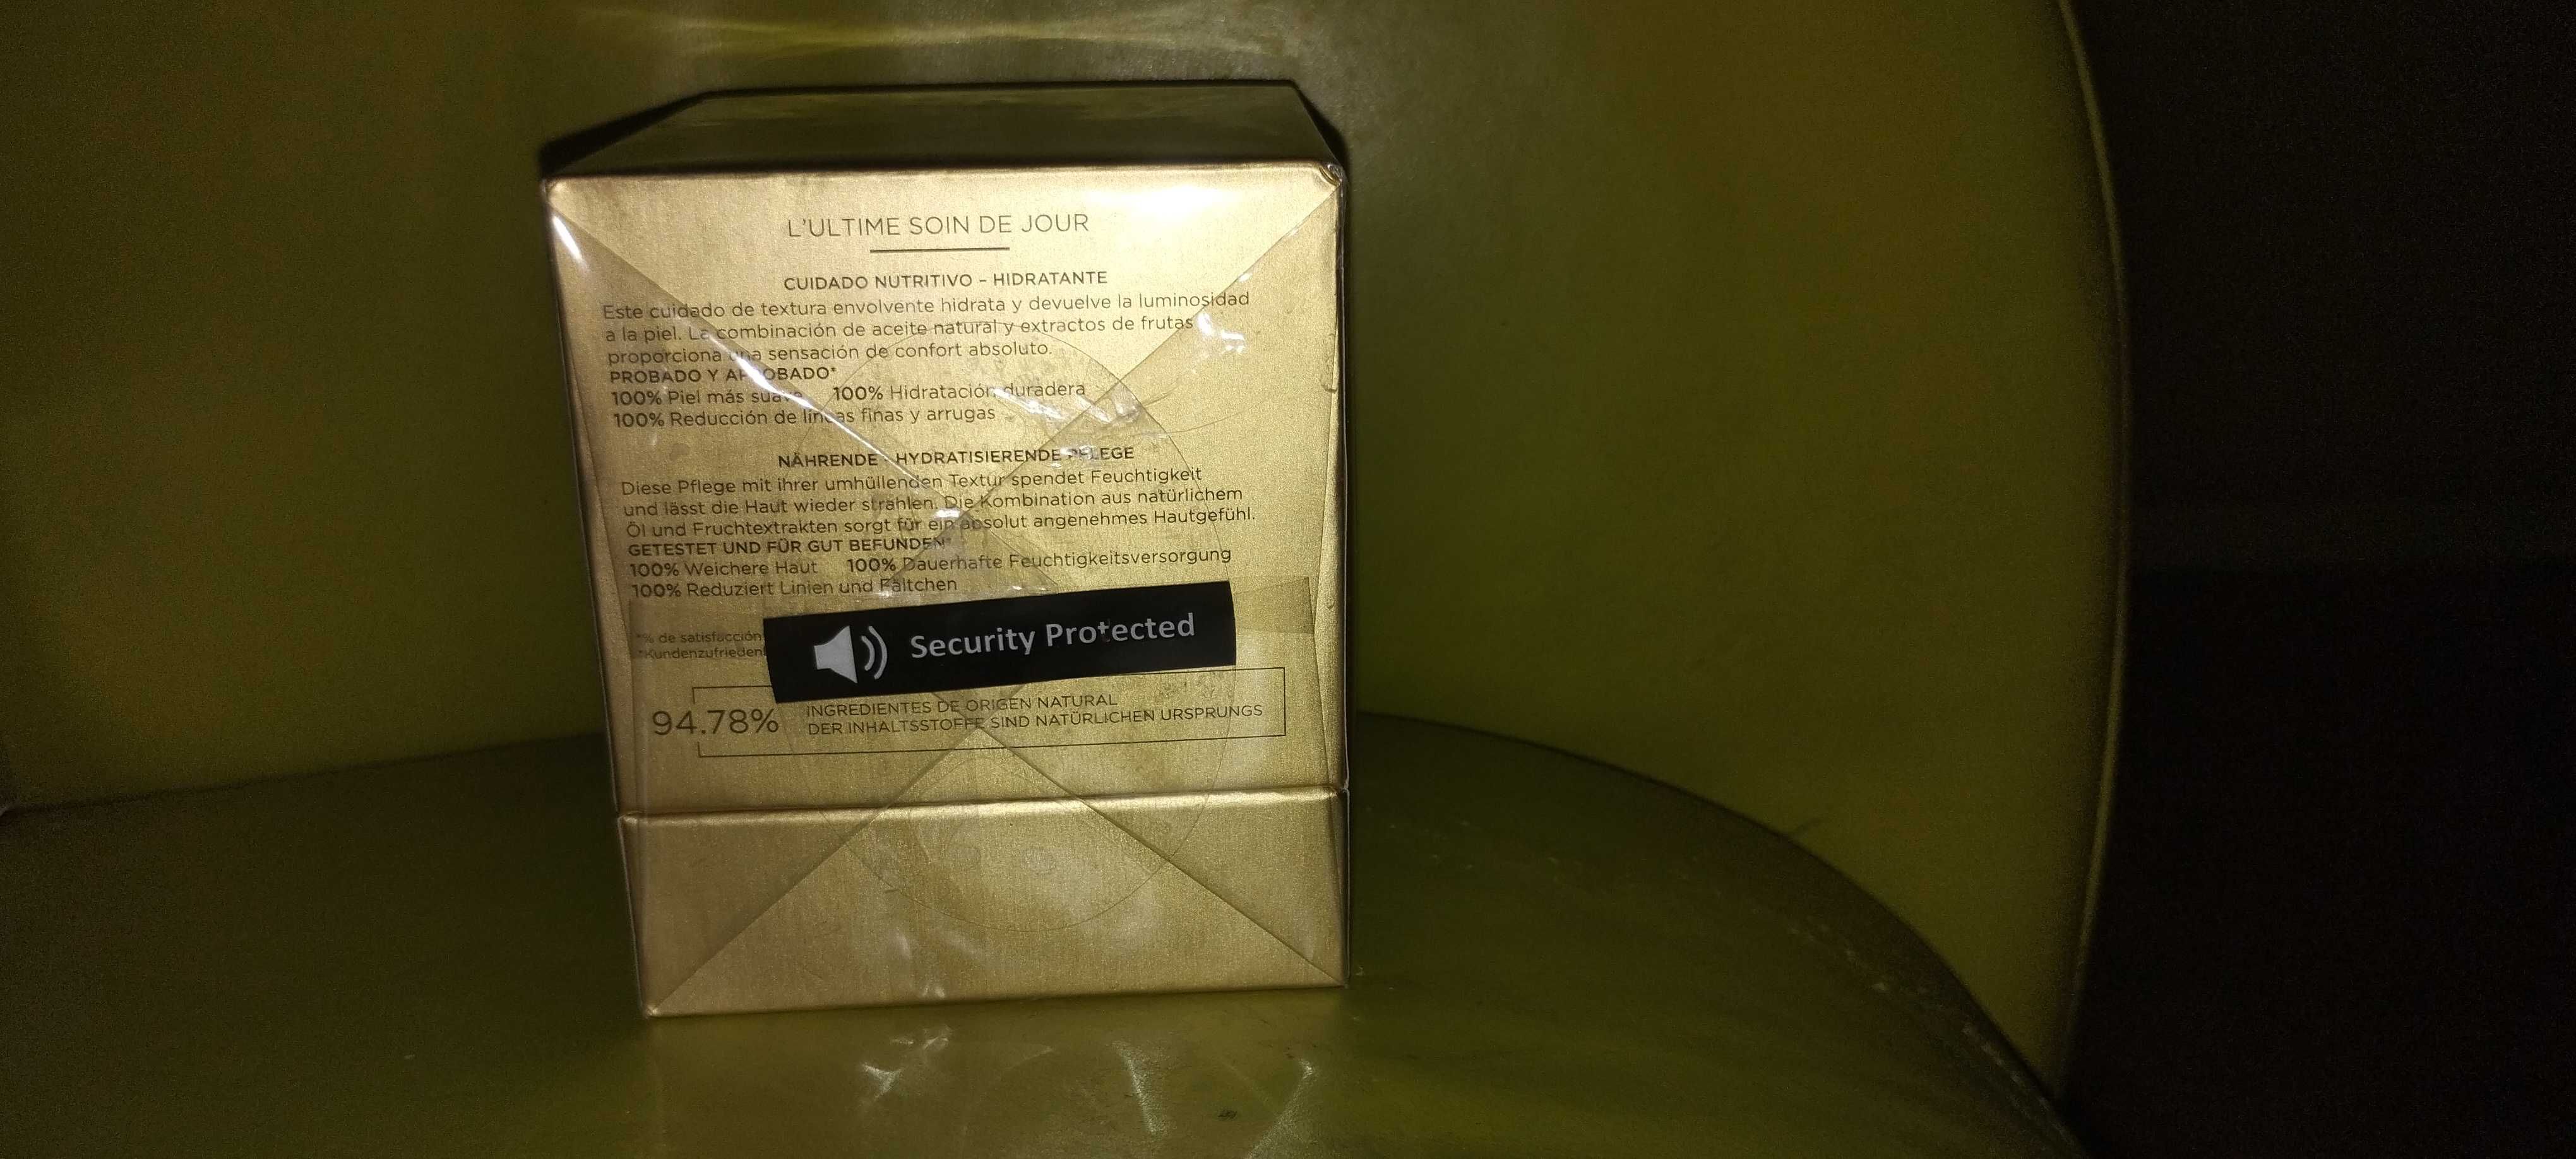 L'ULTIME SOIN DE JOUR
CUIDADO NUTRITIVO - HIDRATANTE
Este cuidado de textura envolvente hidrata y devuelve la luminosidad
a la piel. La combinación de aceite natural y extractos de frutas
proporciona una sensación de confort absoluto.
PROBADO Y APROBADO*
100% Piel más suave 100% Hidratación duradera
100% Reducción de líneas finas y arrugas
NÄHRENDE - HYDRATISIERENDE PFLEGE
Diese Pflege mit ihrer umhüllenden Textur spendet Feuchtigkeit
und lässt die Haut wieder strahlen. Die Kombination aus natürlichem
Öl und Fruchtextrakten sorgt für ein absolut angenehmes Hautgefühl.
GETESTET UND FÜR GUT BEFUNDEN*
100% Weichere Haut 100% Dauerhafte Feuchtigkeitsversorgung
100% Reduziert Linien und Fältchen
*% de satisfacción
Security Protected
94.78%
INGREDIENTES DE ORIGEN NATURAL
DER INHALTSSTOFFE SIND NATÜRLICHEN URSPRUNGS